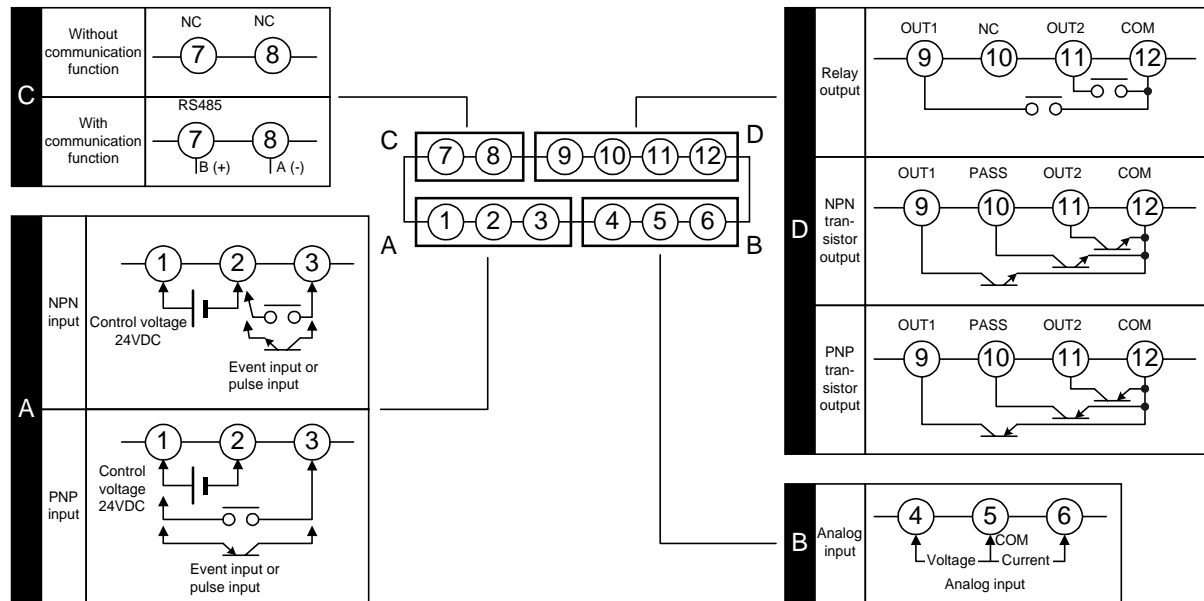 C
Without
communication
function
NC NC
7 8
With
communication
function
RS485
7 8
B (+) A (-)
A
NPN
input
1 2 3
Control voltage
24VDC
Event input or
pulse input
PNP
input
1 2 3
Control
voltage
24VDC
Event input or
pulse input
C D
7 8 9 10 11 12
1 2 3 4 5 6
A B
D
Relay
output
OUT1 NC OUT2 COM
9 10 11 12
NPN
tran-
sistor
output
OUT1 PASS OUT2 COM
9 10 11 12
PNP
tran-
sistor
output
OUT1 PASS OUT2 COM
9 10 11 12
B
Analog
input
4 5 6
COM
Voltage Current
Analog input